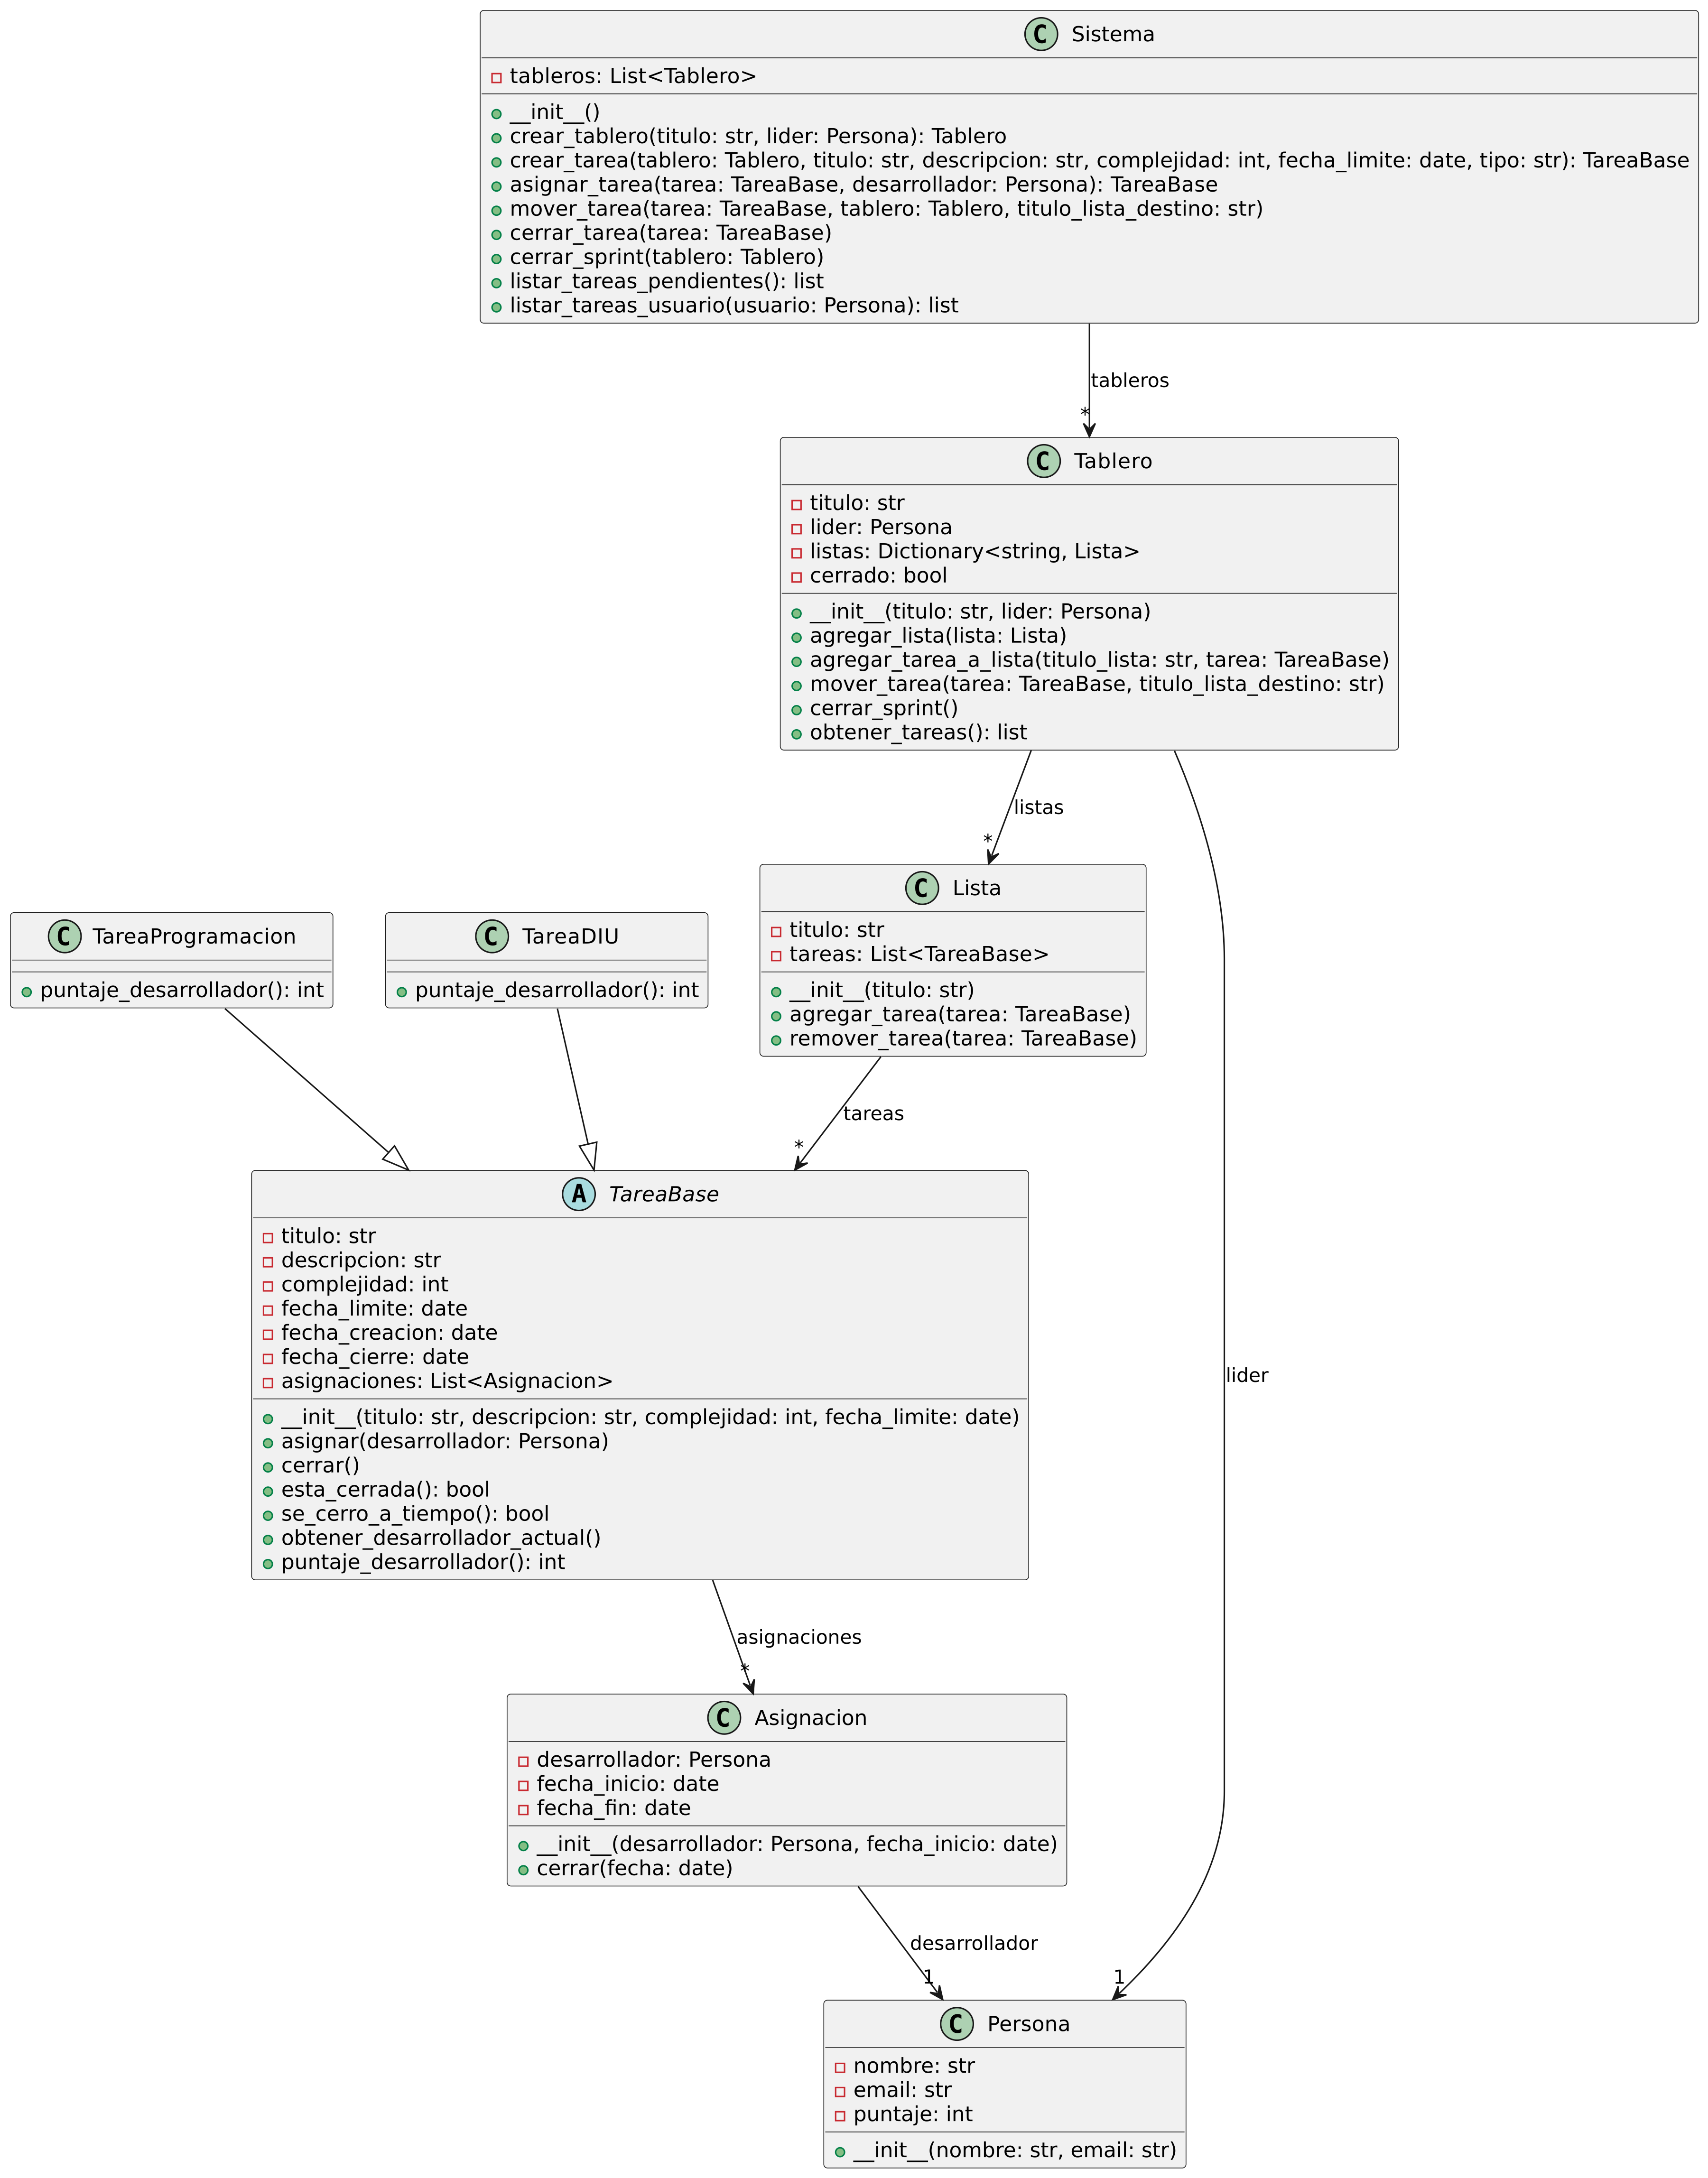 C Sistema
tableros: List<Tablero>
__init__()
crear_tablero(titulo: str, lider: Persona): Tablero
crear_tarea(tablero: Tablero, titulo: str, descripcion: str, complejidad: int, fecha_limite: date, tipo: str): TareaBase
asignar_tarea(tarea: TareaBase, desarrollador: Persona): TareaBase
mover_tarea(tarea: TareaBase, tablero: Tablero, titulo_lista_destino: str)
cerrar_tarea(tarea: TareaBase)
cerrar_sprint(tablero: Tablero)
listar_tareas_pendientes(): list
listar_tareas_usuario(usuario: Persona): list
tableros
*
C Tablero
titulo: str
lider: Persona
listas: Dictionary<string, Lista>
cerrado: bool
__init__(titulo: str, lider: Persona)
agregar_lista(lista: Lista)
agregar_tarea_a_lista(titulo_lista: str, tarea: TareaBase)
mover_tarea(tarea: TareaBase, titulo_lista_destino: str)
cerrar_sprint()
obtener_tareas(): list
listas
*
C TareaProgramacion
puntaje_desarrollador(): int
C TareaDIU
puntaje_desarrollador(): int
C Lista
titulo: str
tareas: List<TareaBase>
__init__(titulo: str)
agregar_tarea(tarea: TareaBase)
remover_tarea(tarea: TareaBase)
tareas
*
A TareaBase
titulo: str
descripcion: str
complejidad: int
fecha_limite: date
fecha_creacion: date
fecha_cierre: date
asignaciones: List<Asignacion>
__init__(titulo: str, descripcion: str, complejidad: int, fecha_limite: date)
asignar(desarrollador: Persona)
cerrar()
esta_cerrada(): bool
se_cerro_a_tiempo(): bool
obtener_desarrollador_actual()
puntaje_desarrollador(): int
lider
asignaciones
*
C Asignacion
desarrollador: Persona
fecha_inicio: date
fecha_fin: date
__init__(desarrollador: Persona, fecha_inicio: date)
cerrar(fecha: date)
desarrollador
1
1
C Persona
nombre: str
email: str
puntaje: int
__init__(nombre: str, email: str)